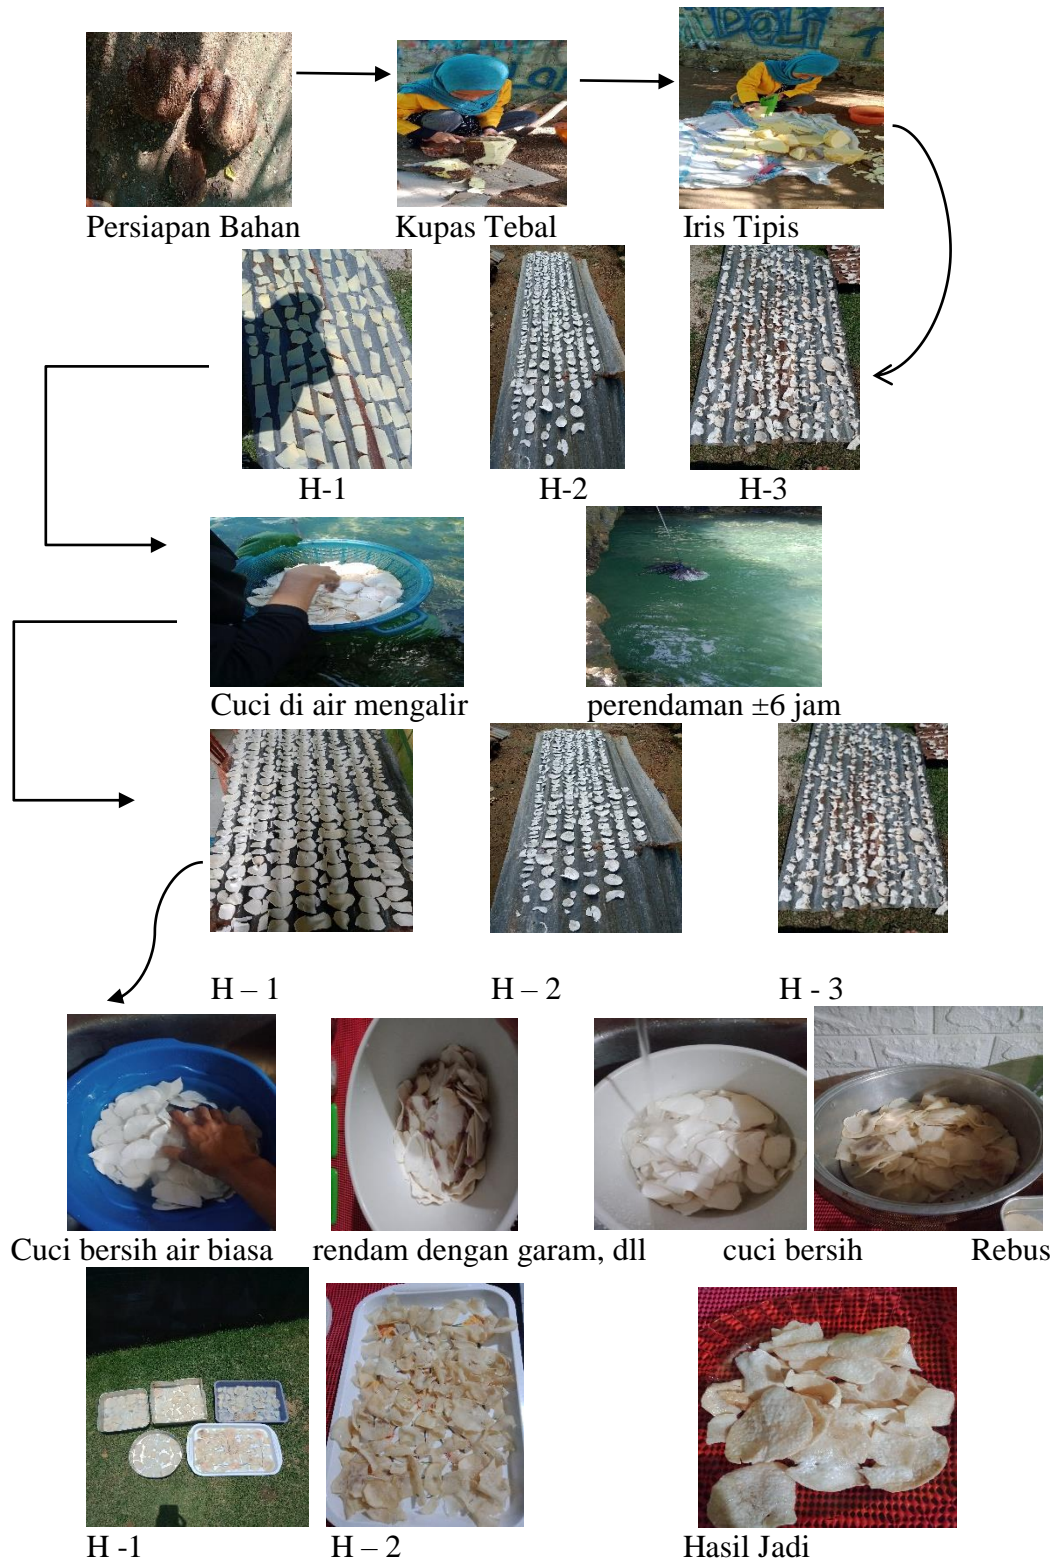 Persiapan Bahan Kupas Tebal Iris Tipis
H-1 H-2 H-3
Cuci di air mengalir perendaman ±6 jam
H – 1 H – 2 H - 3
Cuci bersih air biasa rendam dengan garam, dll cuci bersih Rebus
H -1 H – 2 Hasil Jadi